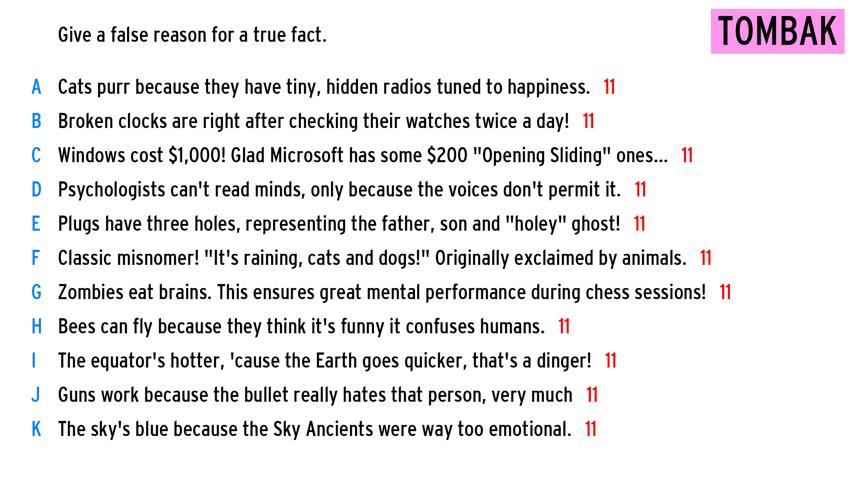 Give a false reason for a true fact.
TOMBAK
A Cats purr because they have tiny, hidden radios tuned to happiness. 11
B Broken clocks are right after checking their watches twice a day! 11
C Windows cost $1,000! Glad Microsoft has some $200 "Opening Sliding" ones... 11
D Psychologists can't read minds, only because the voices don't permit it. 11
E Plugs have three holes, representing the father, son and "holey" ghost! 11
F Classic misnomer! "It's raining, cats and dogs!" Originally exclaimed by animals. 11
G Zombies eat brains. This ensures great mental performance during chess sessions! 11
H Bees can fly because they think it's funny it confuses humans. 11
I The equator's hotter, 'cause the Earth goes quicker, that's a dinger! 11
J Guns work because the bullet really hates that person, very much 11
K The sky's blue because the Sky Ancients were way too emotional. 11